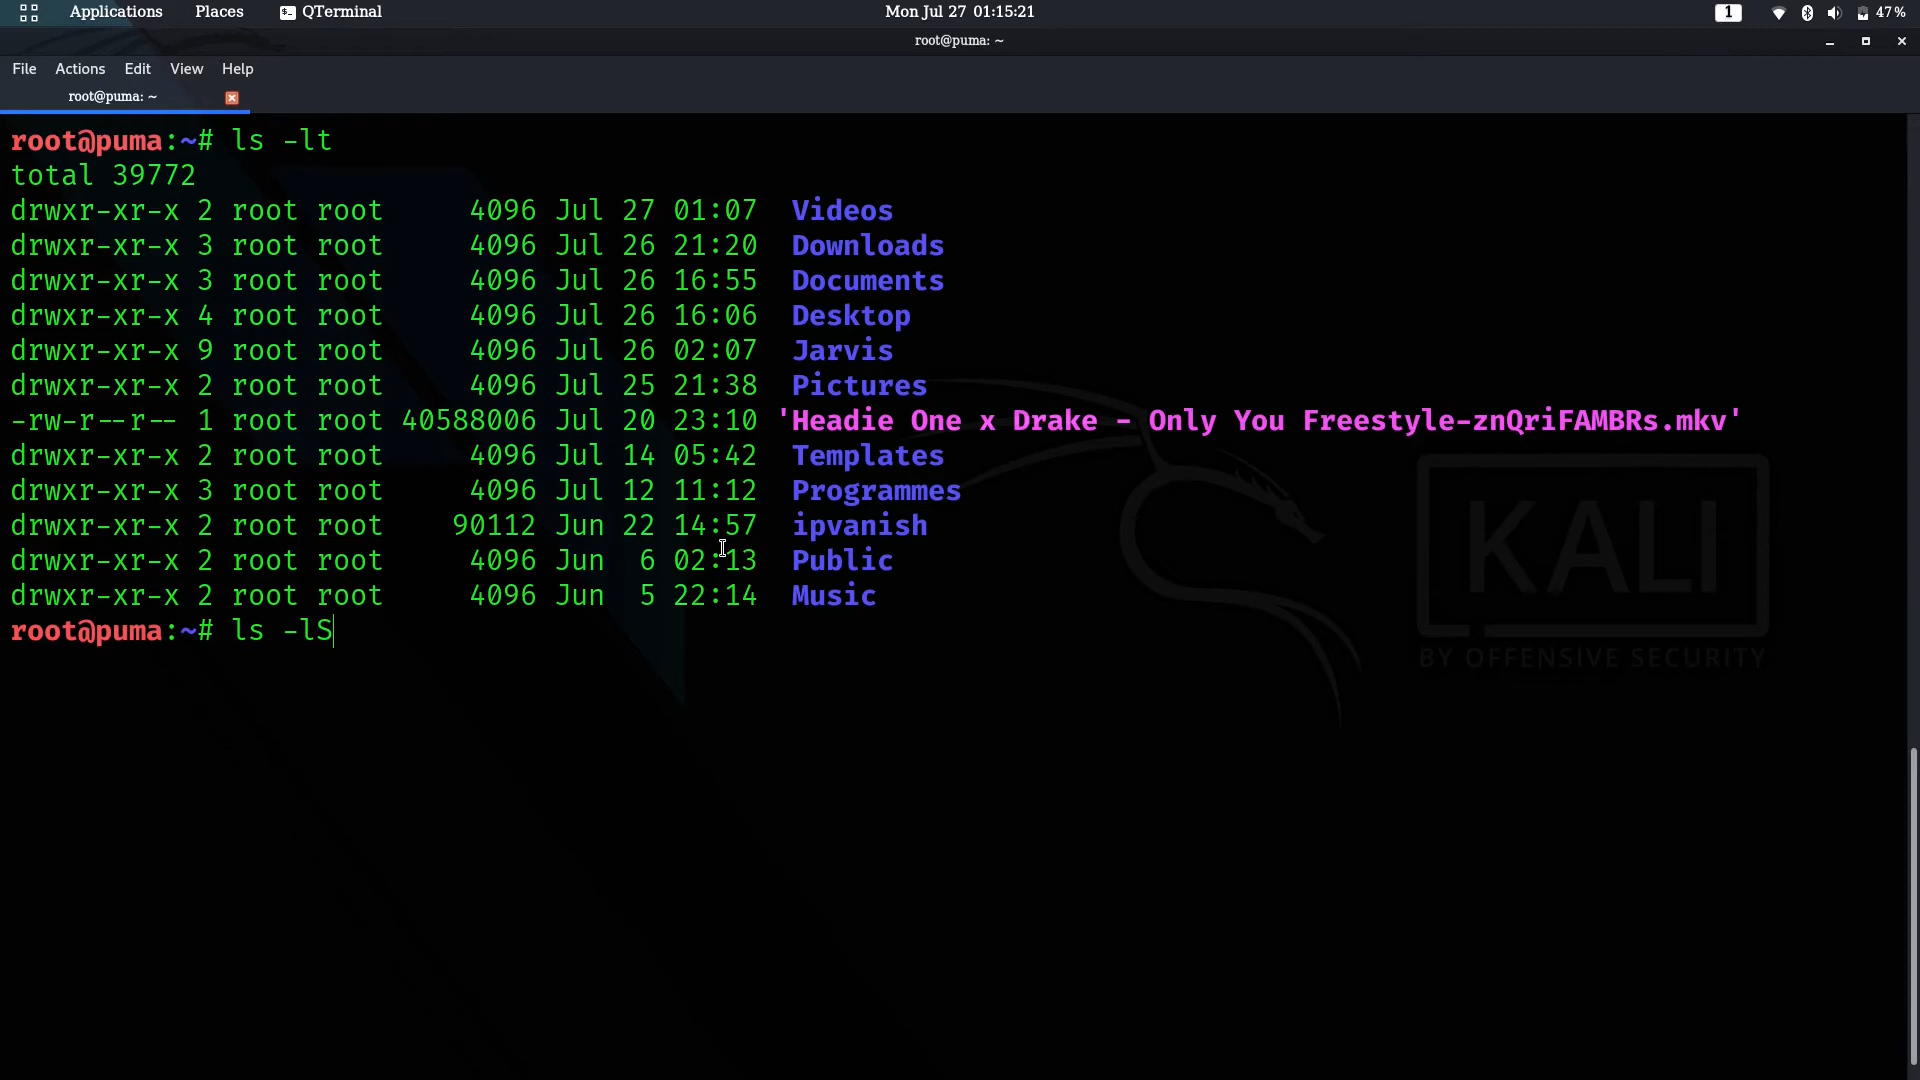 Applications Places QTerminal Mon Jul 27 01:15:21 1 47%
root@puma: ~
File Actions Edit View Help
root@puma: ~
root@puma:~# ls -lt
total 39772
drwxr-xr-x 2 root root 4096 Jul 27 01:07 Videos
drwxr-xr-x 3 root root 4096 Jul 26 21:20 Downloads
drwxr-xr-x 3 root root 4096 Jul 26 16:55 Documents
drwxr-xr-x 4 root root 4096 Jul 26 16:06 Desktop
drwxr-xr-x 9 root root 4096 Jul 26 02:07 Jarvis
drwxr-xr-x 2 root root 4096 Jul 25 21:38 Pictures
-rw-r--r-- 1 root root 40588006 Jul 20 23:10 'Headie One x Drake - Only You Freestyle-znQriFAMBRs.mkv'
drwxr-xr-x 2 root root 4096 Jul 14 05:42 Templates
drwxr-xr-x 3 root root 4096 Jul 12 11:12 Programmes
drwxr-xr-x 2 root root 90112 Jun 22 14:57 ipvanish
drwxr-xr-x 2 root root 4096 Jun 6 02:13 Public
drwxr-xr-x 2 root root 4096 Jun 5 22:14 Music
root@puma:~# ls -lS
KALI
BY OFFENSIVE SECURITY